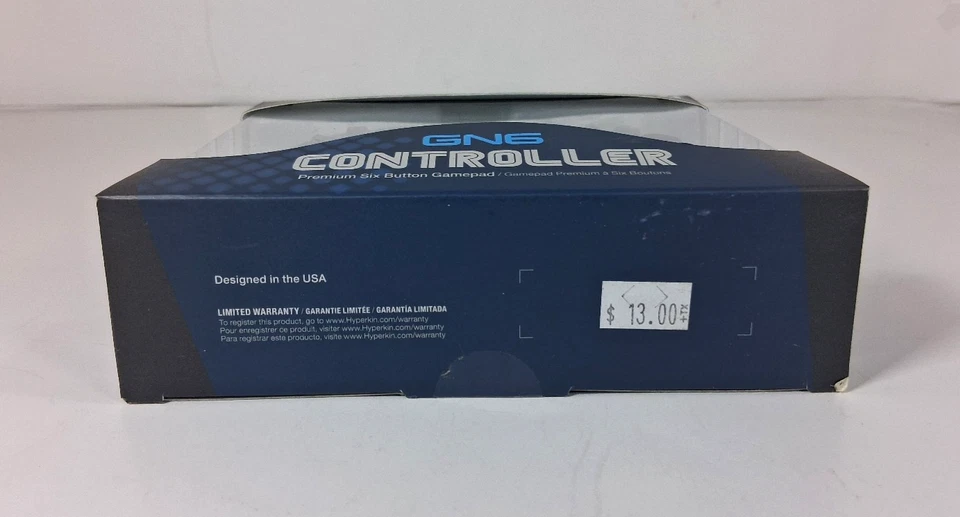 GN6
CONTROLLER
Premium Six Button Gamepad / Gamepad Premium à Six Boutons
Designed in the USA
LIMITED WARRANTY / GARANTIE LIMITÉE / GARANTÍA LIMITADA
To register this product, go to www.Hyperkin.com/warranty
Pour enregistrer ce produit, visiter www.Hyperkin.com/warranty
Para registrar este producto, visite www.Hyperkin.com/warranty
$ 13.00 +TX